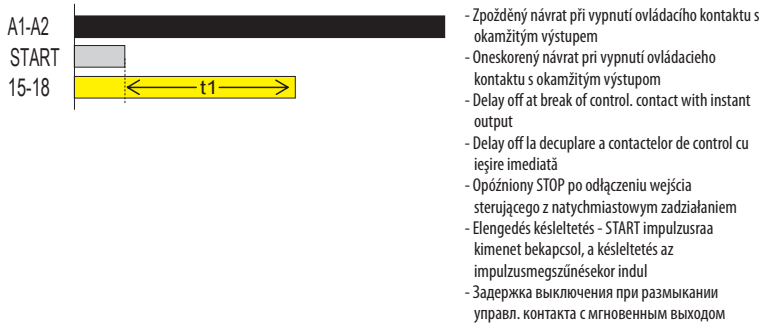 A1-A2
START
15-18
t1
- Zpožděný návrat při vypnutí ovládacího kontaktu s
okamžitým výstupem
- Oneskorený návrat pri vypnutí ovládacieho
kontaktu s okamžitým výstupom
- Delay off at break of control. contact with instant
output
- Delay off la decuplare a contactelor de control cu
ieşire imediată
- Opóźniony STOP po odłączeniu wejścia
sterującego z natychmiastowym zadziałaniem
- Elengedés késleltetés - START impulzusraa
kimenet bekapcsol, a késleltetés az
impulzusmegszűnésekor indul
- Задержка выключения при размыкании
управл. контакта с мгновенным выходом